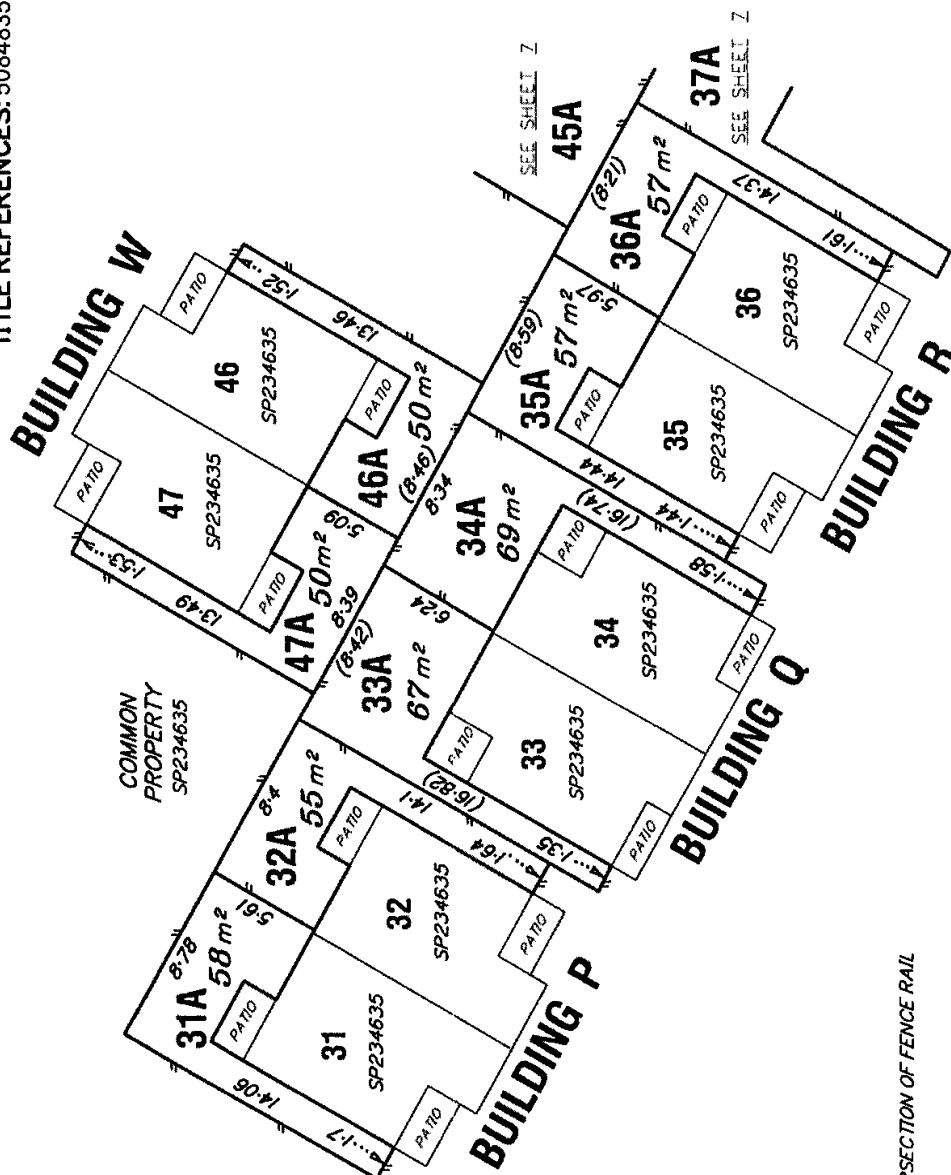 TITLE REFERENCES: 5084835
BUILDING W
PATIO
PATIO
47
SP234635
46
SP234635
PATIO
PATIO
1·53
13·49
1·52
13·46
47A
50 m²
46A
50 m²
5·09
8·39
(8·42)
(8·46)
8·34
COMMON
PROPERTY
SP234635
SEE SHEET 7
45A
37A
SEE SHEET 7
31A
58 m²
8·78
5·61
32A
55 m²
8·4
33A
67 m²
6·24
34A
69 m²
35A
57 m²
(8·59)
5·97
36A
57 m²
(8·21)
PATIO
31
SP234635
PATIO
14·06
1·7
PATIO
32
SP234635
PATIO
14·1
1·64
BUILDING P
PATIO
33
SP234635
PATIO
(16·82)
1·35
PATIO
34
SP234635
PATIO
(16·74)
1·58
BUILDING Q
PATIO
35
SP234635
PATIO
14·44
1·44
PATIO
36
SP234635
PATIO
14·37
1·61
BUILDING R
RSECTION OF FENCE RAIL